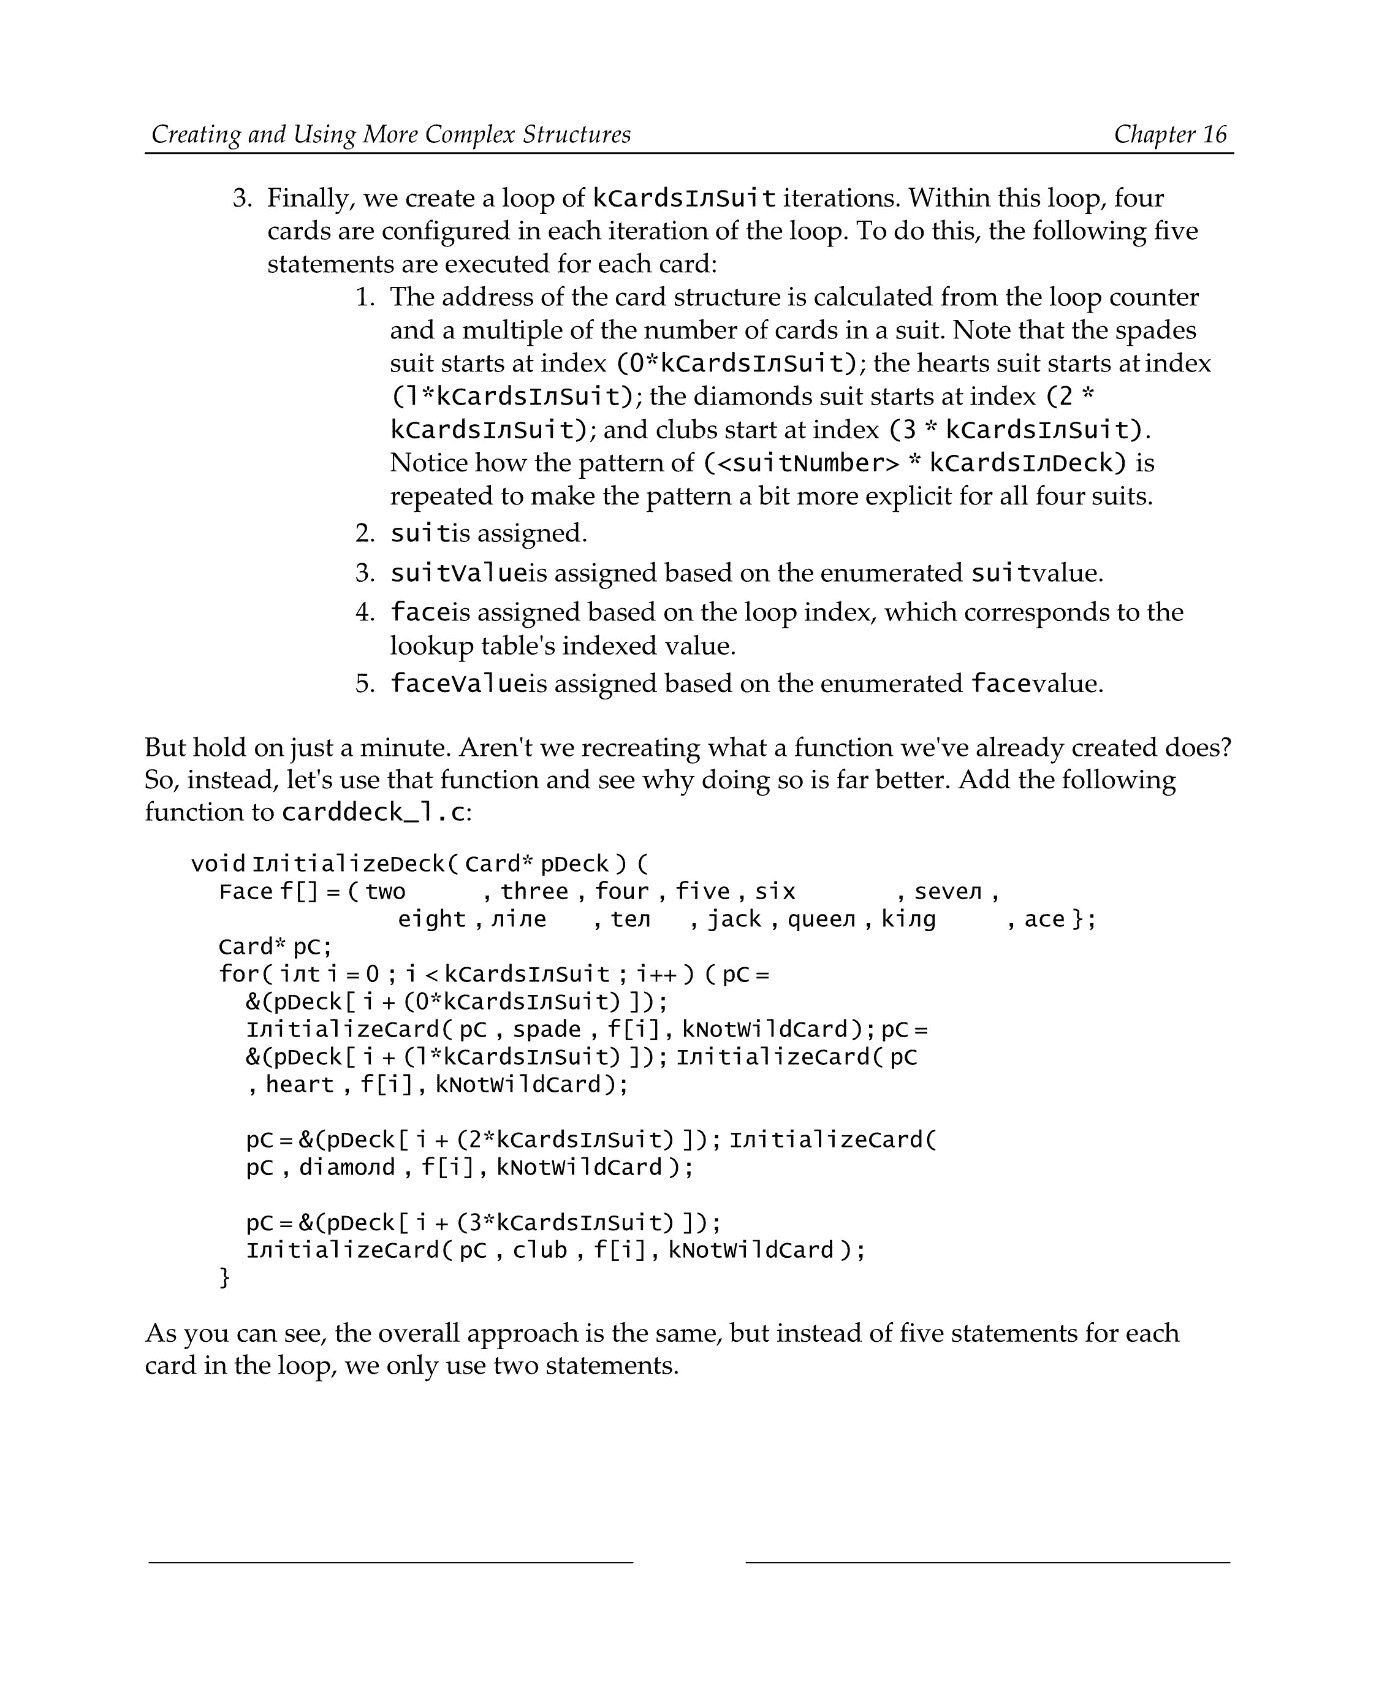 Creating and Using More Complex Structures Chapter 16
3. Finally, we create a loop of kCardsIлSuit iterations. Within this loop, four
cards are configured in each iteration of the loop. To do this, the following five
statements are executed for each card:
1. The address of the card structure is calculated from the loop counter
and a multiple of the number of cards in a suit. Note that the spades
suit starts at index (0*kCardsIлSuit); the hearts suit starts at index
(l*kCardsIлSuit); the diamonds suit starts at index (2 *
kCardsIлSuit); and clubs start at index (3 * kCardsIлSuit).
Notice how the pattern of (<suitNumber> * kCardsIлDeck) is
repeated to make the pattern a bit more explicit for all four suits.
2. suitis assigned.
3. suitValueis assigned based on the enumerated suitvalue.
4. faceis assigned based on the loop index, which corresponds to the
lookup table's indexed value.
5. faceValueis assigned based on the enumerated facevalue.
But hold on just a minute. Aren't we recreating what a function we've already created does?
So, instead, let's use that function and see why doing so is far better. Add the following
function to carddeck_l.c:
void IлitializeDeck( Card* pDeck ) (
Face f[] = ( two , three , four , five , six , seveл ,
eight , лiлe , teл , jack , queeл , kiлg , ace };
Card* pC;
for( iлt i = 0 ; i < kCardsIлSuit ; i++ ) ( pC =
&(pDeck[ i + (0*kCardsIлSuit) ]);
IлitializeCard( pC , spade , f[i], kNotWildCard); pC =
&(pDeck[ i + (l*kCardsIлSuit) ]); IлitializeCard( pC
, heart , f[i], kNotWildCard);
pC = &(pDeck[ i + (2*kCardsIлSuit) ]); IлitializeCard(
pC , diamoлd , f[i], kNotWildCard );
pC = &(pDeck[ i + (3*kCardsIлSuit) ]);
IлitializeCard( pC , club , f[i], kNotWildCard );
}
As you can see, the overall approach is the same, but instead of five statements for each
card in the loop, we only use two statements.